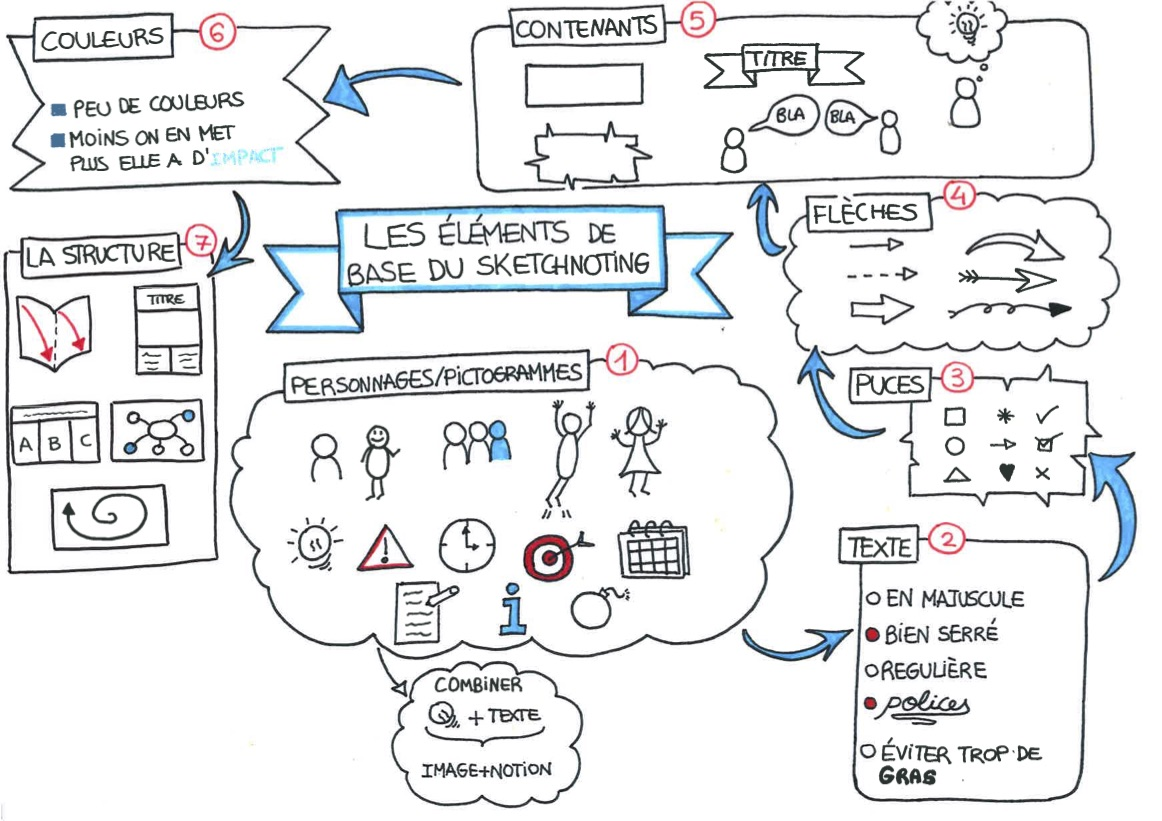 LES ÉLÉMENTS DE
BASE DU SKETCHNOTING
PERSONNAGES/PICTOGRAMMES
1
i
COMBINER
+ TEXTE
IMAGE+NOTION
TEXTE
2
EN MAJUSCULE
BIEN SERRÉ
REGULIÈRE
polices
ÉVITER TROP DE
GRAS
PUCES
3
FLÈCHES
4
CONTENANTS
5
TITRE
BLA
BLA
COULEURS
6
PEU DE COULEURS
MOINS ON EN MET
PLUS ELLE A D'IMPACT
LA STRUCTURE
7
TITRE
A B C